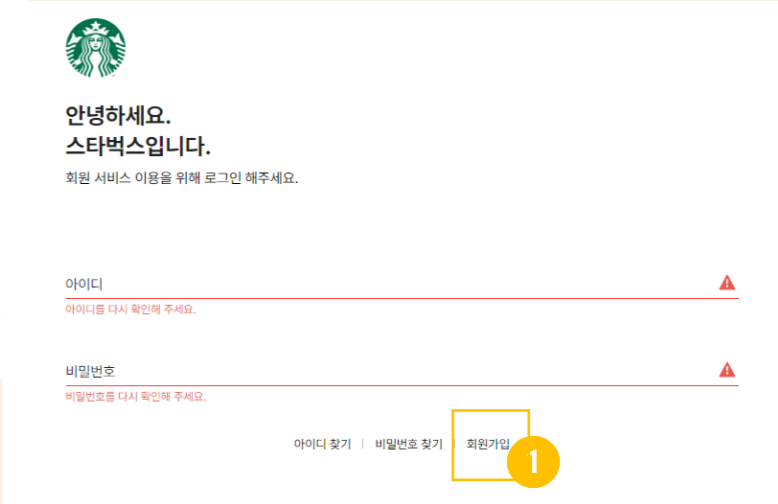 안녕하세요.
스타벅스입니다.
회원 서비스 이용을 위해 로그인 해주세요.
아이디
아이디를 다시 확인해 주세요.
비밀번호
비밀번호를 다시 확인해 주세요.
아이디 찾기 | 비밀번호 찾기 | 회원가입
1